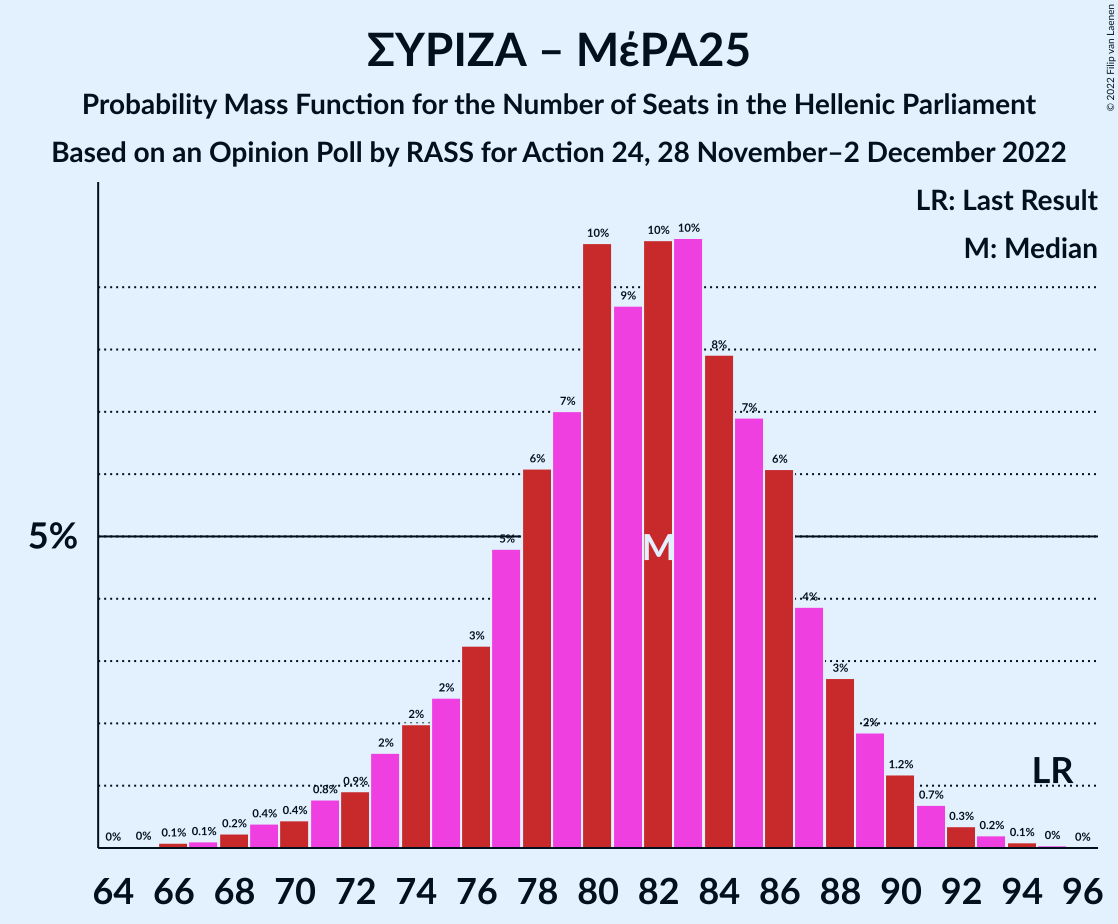 ΣΥΡΙΖΑ – ΜέΡΑ25
Probability Mass Function for the Number of Seats in the Hellenic Parliament
Based on an Opinion Poll by RASS for Action 24, 28 November–2 December 2022
© 2022 Filip van Laenen
LR: Last Result
M: Median
5%
0% 0% 0.1% 0.1% 0.2% 0.4% 0.4% 0.8% 0.9% 2% 2% 2% 3% 5% 6% 7% 10% 9% 10% 10% 8% 7% 6% 4% 3% 2% 1.2% 0.7% 0.3% 0.2% 0.1% 0% 0%
M
LR
64 66 68 70 72 74 76 78 80 82 84 86 88 90 92 94 96